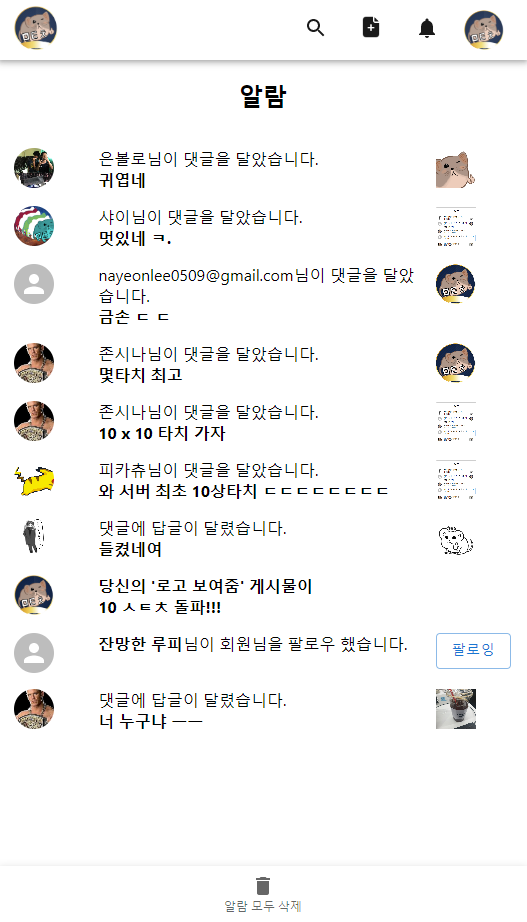 알람
은볼로님이 댓글을 달았습니다.
귀엽네
샤이님이 댓글을 달았습니다.
멋있네 ㅋ.
nayeonlee0509@gmail.com님이 댓글을 달았
습니다.
금손 ㄷ ㄷ
존시나님이 댓글을 달았습니다.
몇타치 최고
존시나님이 댓글을 달았습니다.
10 x 10 타치 가자
피카츄님이 댓글을 달았습니다.
와 서버 최초 10상타치 ㄷㄷㄷㄷㄷㄷㄷㄷ
댓글에 답글이 달렸습니다.
들켰네여
당신의 '로고 보여줌' 게시물이
10 ㅅㅌㅊ 돌파!!!
잔망한 루피님이 회원님을 팔로우 했습니다.
팔로잉
댓글에 답글이 달렸습니다.
너 누구냐 ㅡㅡ
알람 모두 삭제